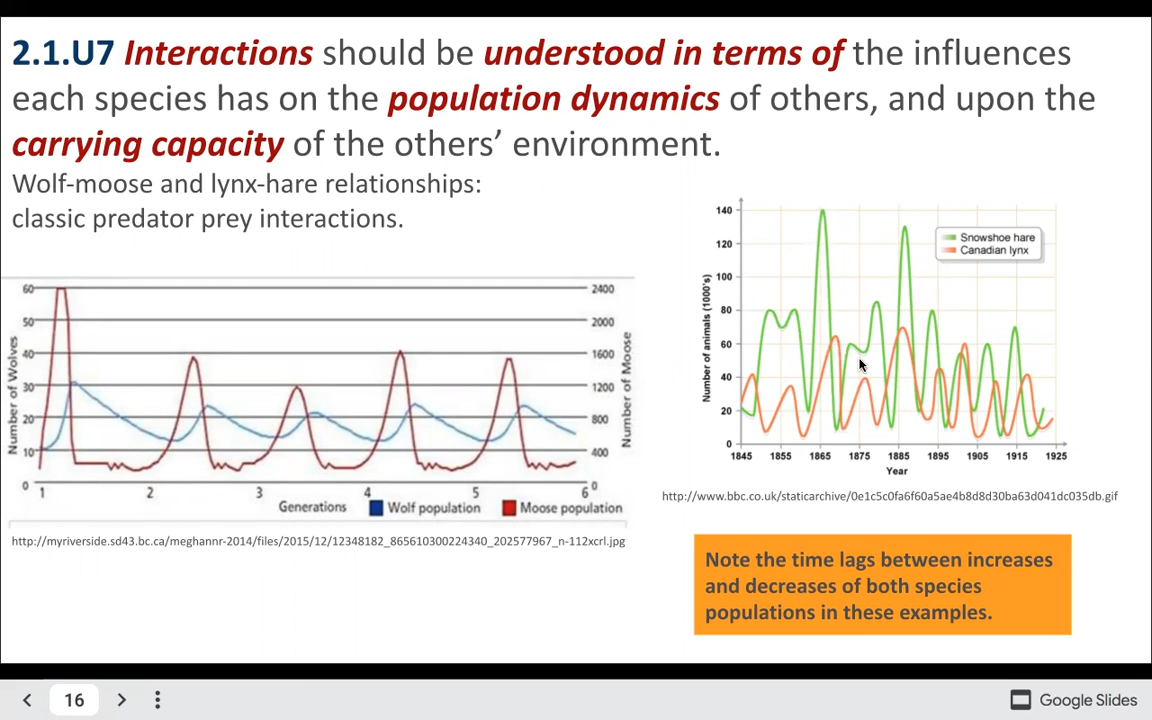 2.1.U7 Interactions should be understood in terms of the influences
each species has on the population dynamics of others, and upon the
carrying capacity of the others’ environment.
Wolf-moose and lynx-hare relationships:
classic predator prey interactions.
Number of Wolves
60
50
40
30
20
10
0
2400
2000
1600
1200
800
400
0
Number of Moose
1 2 3 4 5 6
Generations Wolf population Moose population
http://myriverside.sd43.bc.ca/meghannr-2014/files/2015/12/12348182_865610300224340_202577967_n-112xcrl.jpg
Number of animals (1000's)
140
120
100
80
60
40
20
0
Snowshoe hare
Canadian lynx
1845 1855 1865 1875 1885 1895 1905 1915 1925
Year
http://www.bbc.co.uk/staticarchive/0e1c5c0fa6f60a5ae4b8d8d30ba63d041dc035db.gif
Note the time lags between increases
and decreases of both species
populations in these examples.
16
Google Slides